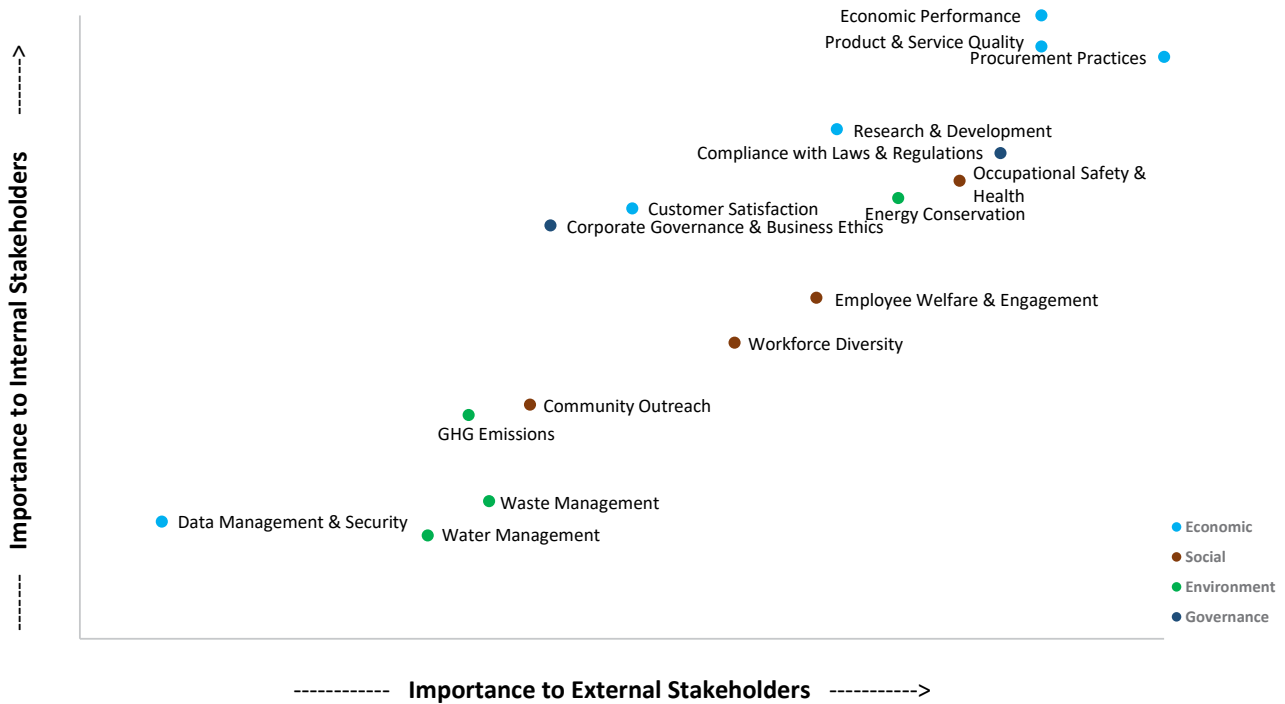 Economic Performance
Product & Service Quality
Procurement Practices
Research & Development
Compliance with Laws & Regulations
Occupational Safety &
Health
Energy Conservation
Customer Satisfaction
Corporate Governance & Business Ethics
Employee Welfare & Engagement
Workforce Diversity
Community Outreach
GHG Emissions
Waste Management
Data Management & Security
Water Management
Economic
Social
Environment
Governance
------- Importance to Internal Stakeholders ------->
------------ Importance to External Stakeholders ----------->